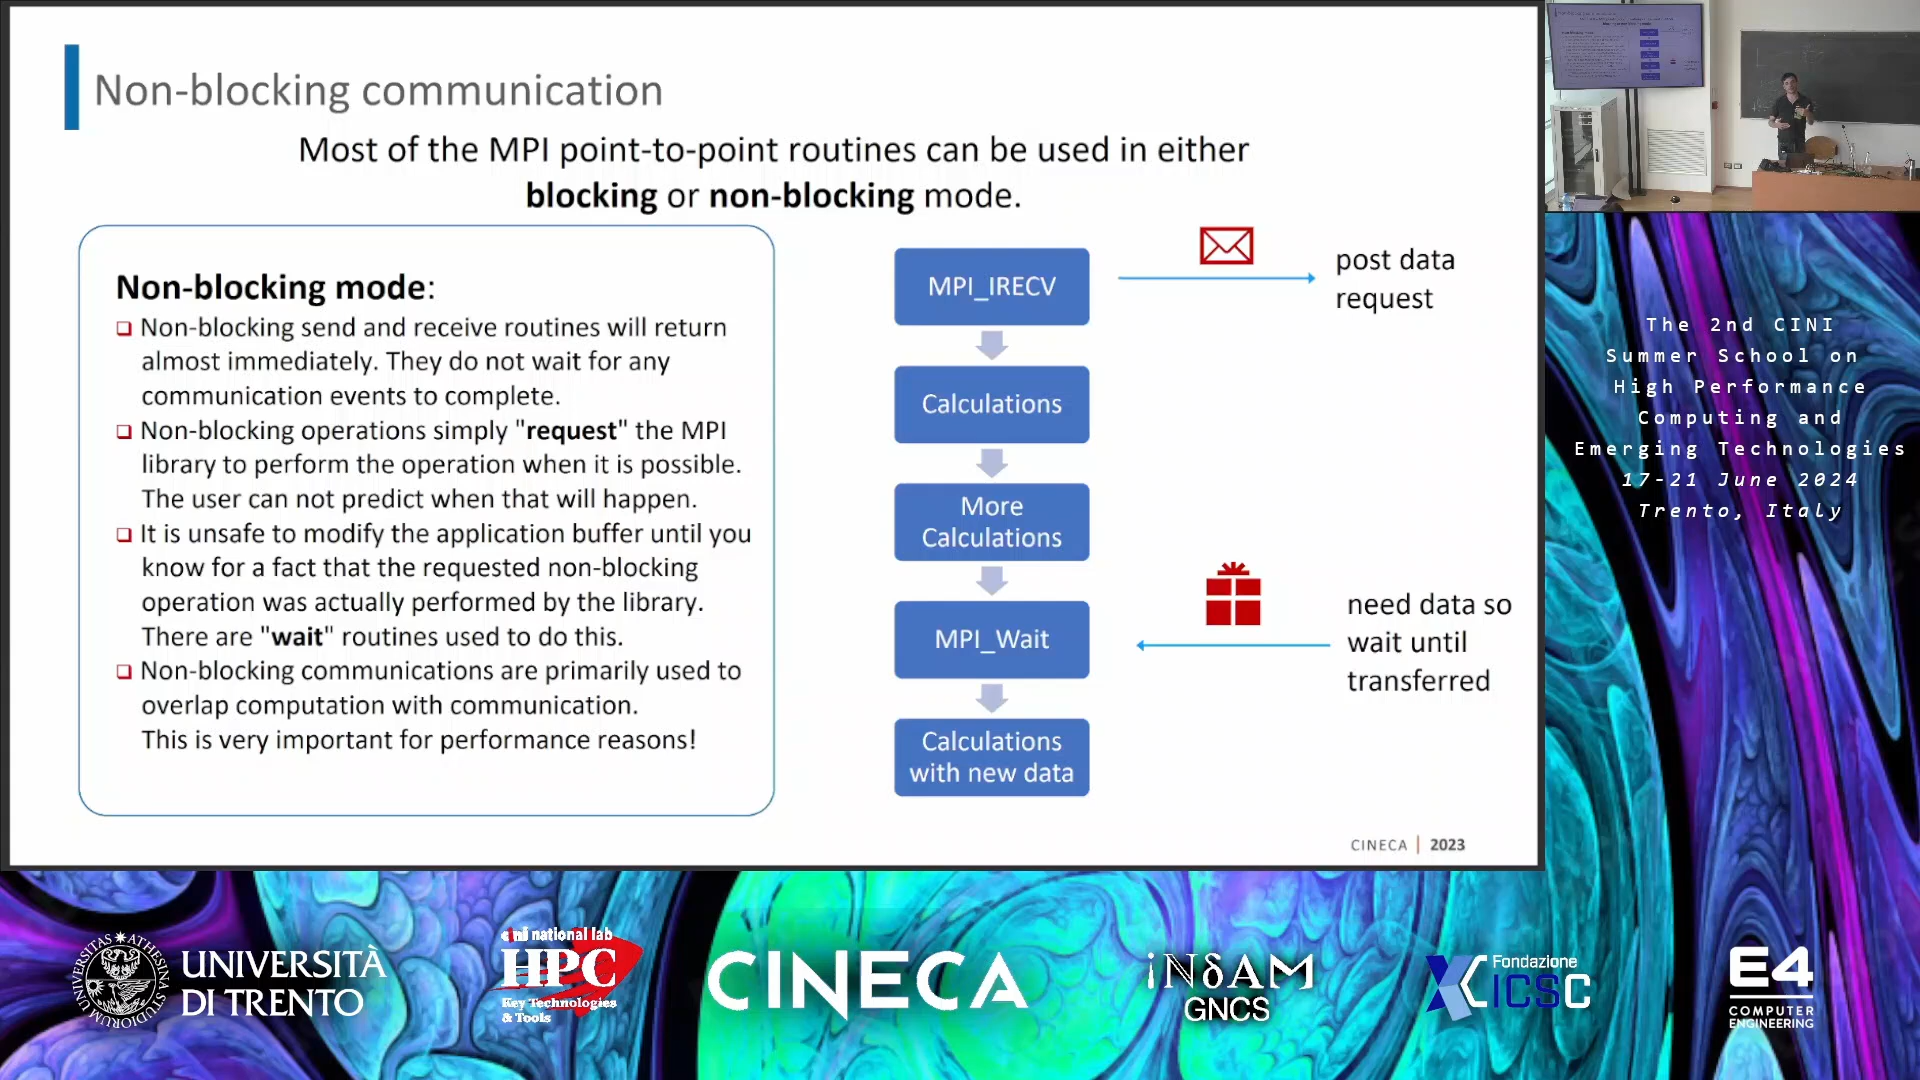 Non-blocking communication
Most of the MPI point-to-point routines can be used in either
blocking or non-blocking mode.
Non-blocking mode:
Non-blocking send and receive routines will return
almost immediately. They do not wait for any
communication events to complete.
Non-blocking operations simply "request" the MPI
library to perform the operation when it is possible.
The user can not predict when that will happen.
It is unsafe to modify the application buffer until you
know for a fact that the requested non-blocking
operation was actually performed by the library.
There are "wait" routines used to do this.
Non-blocking communications are primarily used to
overlap computation with communication.
This is very important for performance reasons!
MPI_IRECV
Calculations
More
Calculations
MPI_Wait
Calculations
with new data
post data
request
need data so
wait until
transferred
CINECA | 2023
The 2nd CINI
Summer School on
High Performance
Computing and
Emerging Technologies
17-21 June 2024
Trento, Italy
UNIVERSITÀ
DI TRENTO
cini national lab
HPC
Key Technologies
& Tools
CINECA
iNδAM
GNCS
Fondazione
ICSC
E4
COMPUTER
ENGINEERING